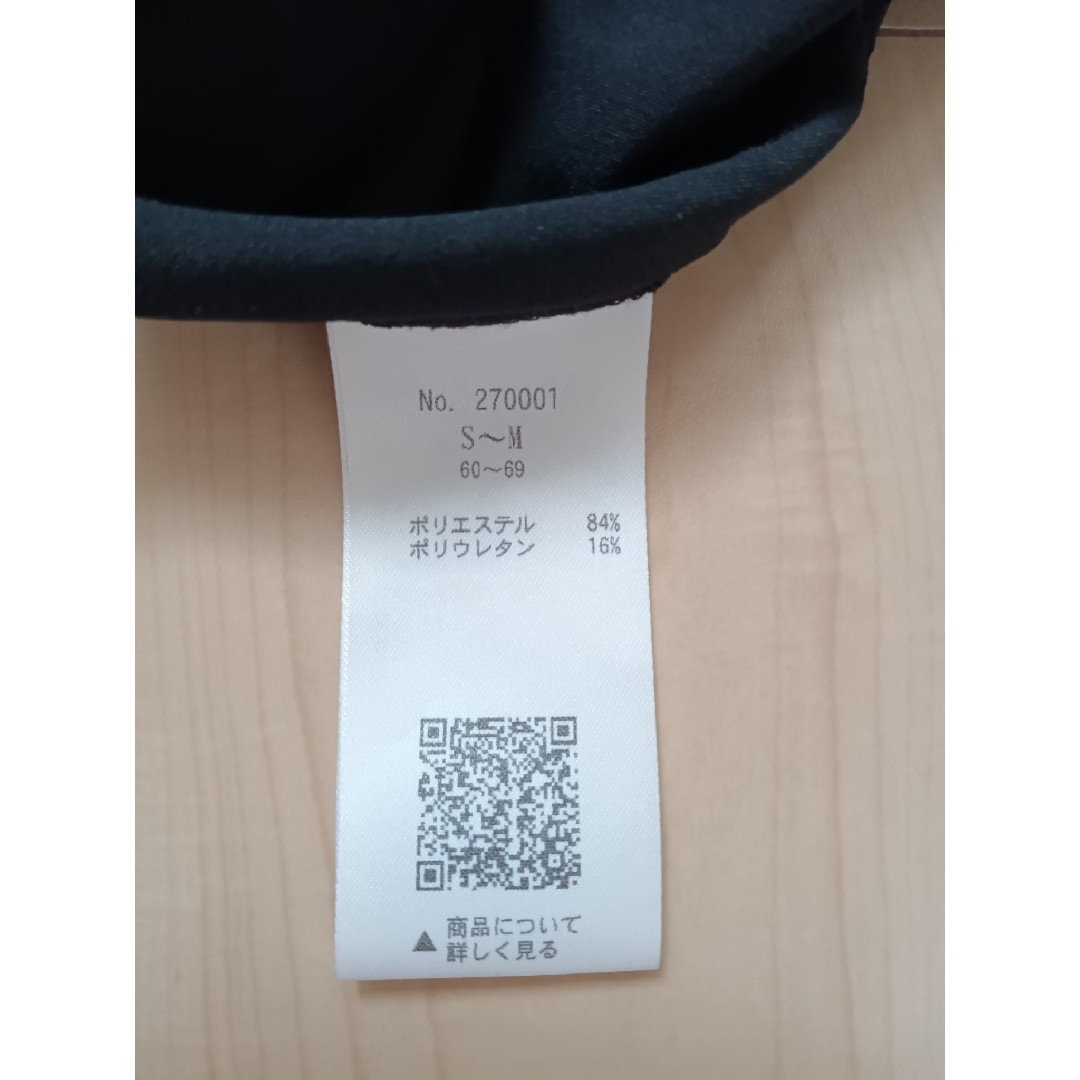 No. 270001
S～M
60～69
ポリエステル 84%
ポリウレタン 16%
▲ 商品について
詳しく見る